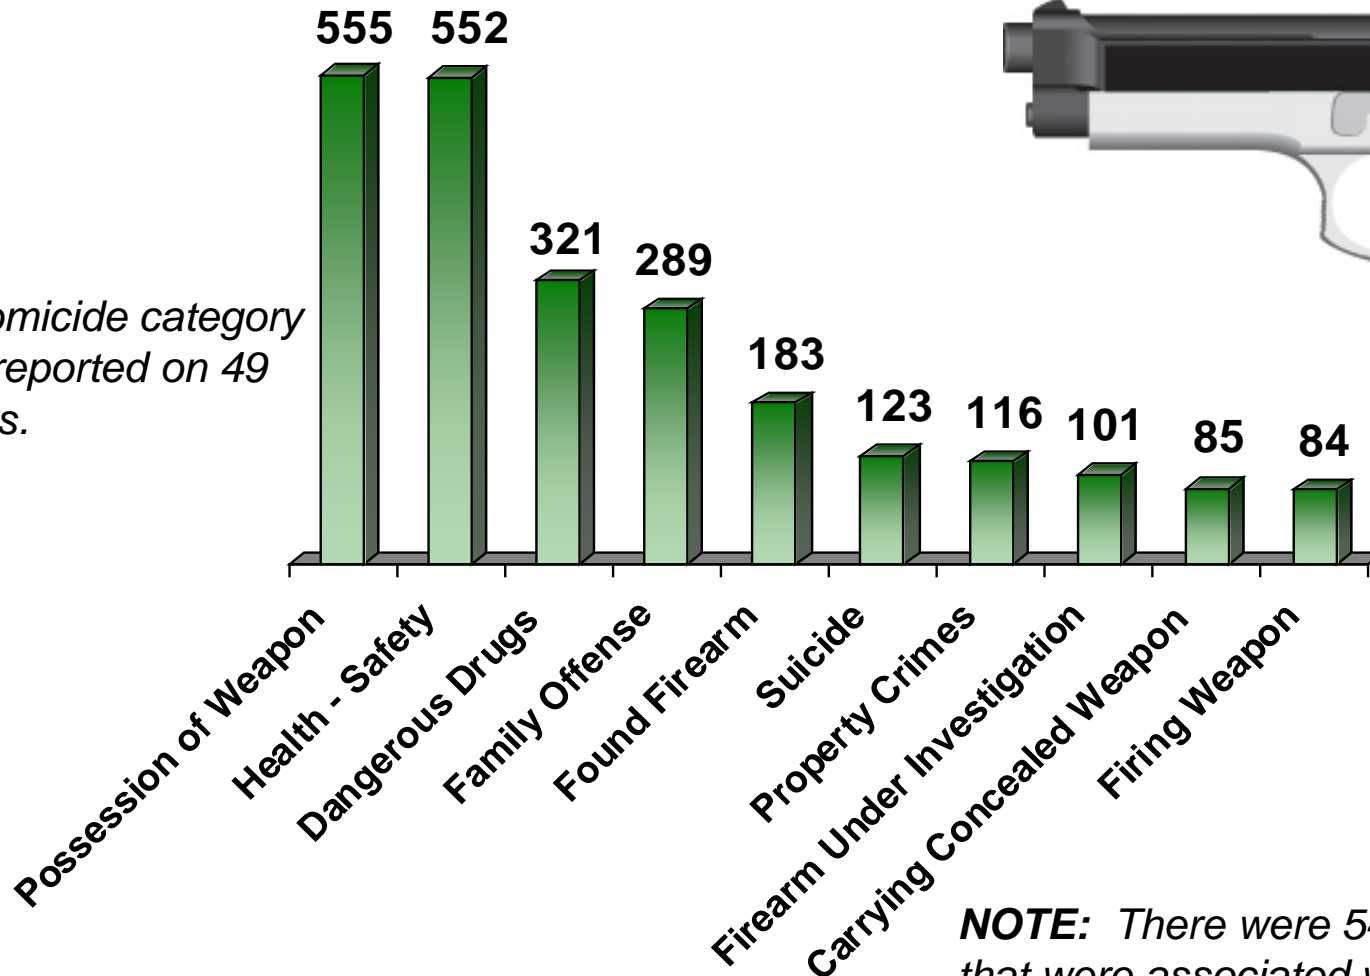 555 552
321 289
183
123 116 101 85 84
category
reported on 49
Possession of Weapon
Health - Safety
Dangerous Drugs
Family Offense
Found Firearm
Suicide
Property Crimes
Firearm Under Investigation
Carrying Concealed Weapon
Firing Weapon
NOTE: There were
that were associated